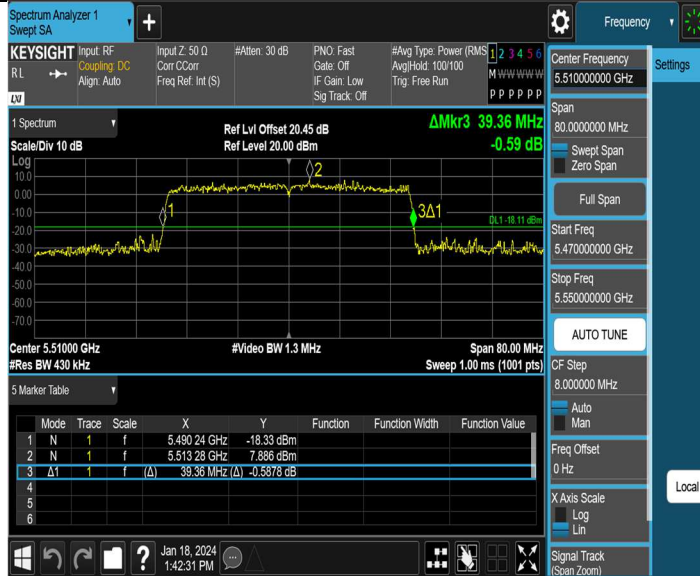 Spectrum Analyzer 1
Swept SA
Frequency
KEYSIGHT
RL
LXI
Input: RF
Coupling: DC
Align: Auto
Input Z: 50 Ω
Corr CCorr
Freq Ref: Int (S)
#Atten: 30 dB
PNO: Fast
Gate: Off
IF Gain: Low
Sig Track: Off
#Avg Type: Power (RMS
Avg|Hold: 100/100
Trig: Free Run
1 2 3 4 5 6
M W W W W W
P P P P P P
1 Spectrum
Scale/Div 10 dB
Ref Lvl Offset 20.45 dB
Ref Level 20.00 dBm
ΔMkr3 39.36 MHz
-0.59 dB
Log
10.0
0.00
-10.0
-20.0
-30.0
-40.0
-50.0
-60.0
-70.0
1
2
3Δ1
DL1 -18.11 dBm
Center 5.51000 GHz
#Res BW 430 kHz
#Video BW 1.3 MHz
Span 80.00 MHz
Sweep 1.00 ms (1001 pts)
5 Marker Table
Mode Trace Scale X Y Function Function Width Function Value
1 N 1 f 5.490 24 GHz -18.33 dBm
2 N 1 f 5.513 28 GHz 7.886 dBm
3 Δ1 1 f (Δ) 39.36 MHz (Δ) -0.5878 dB
4
5
6
Jan 18, 2024
1:42:31 PM
Center Frequency
5.510000000 GHz
Span
80.0000000 MHz
Swept Span
Zero Span
Full Span
Start Freq
5.470000000 GHz
Stop Freq
5.550000000 GHz
AUTO TUNE
CF Step
8.000000 MHz
Auto
Man
Freq Offset
0 Hz
X Axis Scale
Log
Lin
Signal Track
(Span Zoom)
Settings
Local